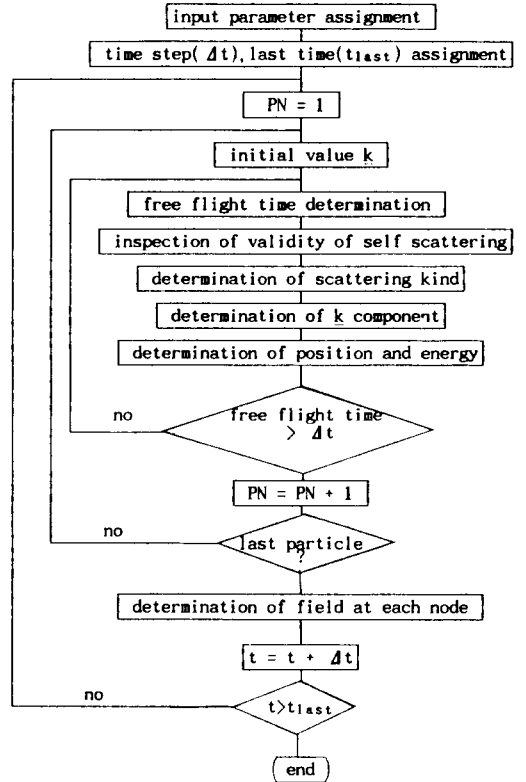 input parameter assignment
time step( Δt), last time(tlast) assignment
PN = 1
initial value k
free flight time determination
inspection of validity of self scattering
determination of scattering kind
determination of k component
determination of position and energy
no
free flight time
> Δt
PN = PN + 1
no
last particle
?
determination of field at each node
t = t + Δt
no
t>tlast
end